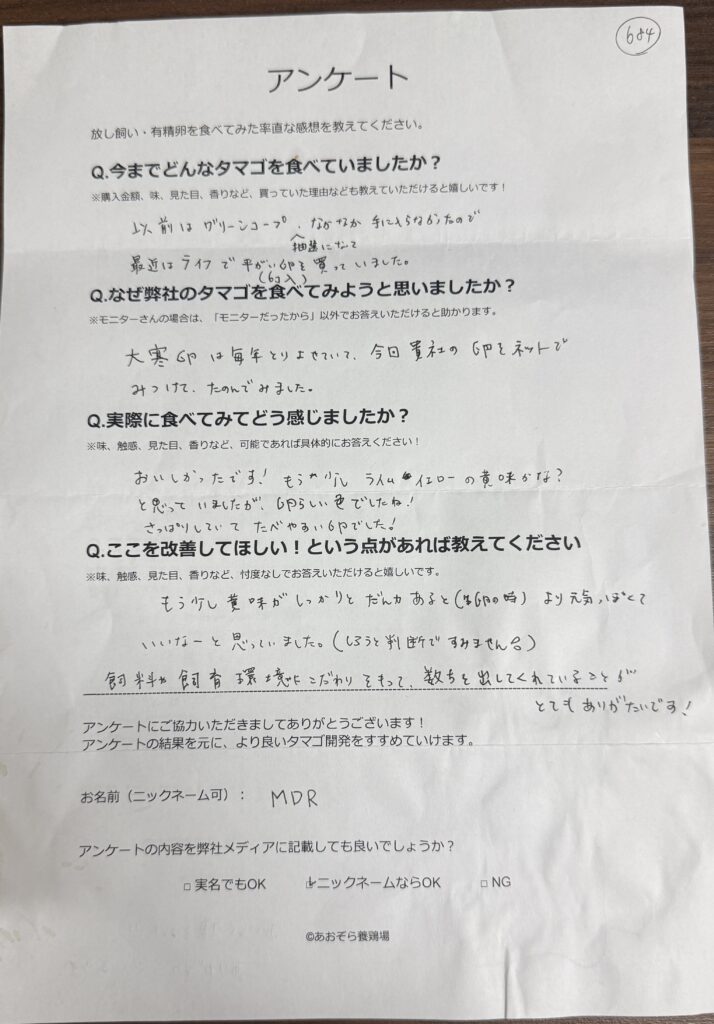 684
アンケート
放し飼い・有精卵を食べてみた率直な感想を教えてください。
Q.今までどんなタマゴを食べていましたか？
※購入金額、味、見た目、香りなど、買っていた理由なども教えていただけると嬉しいです！
以前はグリーンコープ、なかなか手に入らなかったので
抽選になって
最近はライフで平がい卵を買っていました。
(6コ入)
Q.なぜ弊社のタマゴを食べてみようと思いましたか？
※モニターさんの場合は、「モニターだったから」以外でお答えいただけると助かります。
大寒卵は毎年とりよせていて、今回貴社の卵をネットで
みつけて、たのんでみました。
Q.実際に食べてみてどう感じましたか？
※味、触感、見た目、香りなど、可能であれば具体的にお答えください！
おいしかったです！もう少しライムイエローの黄味かな？
と思っていましたが、卵らしい色でしたね！
さっぱりしていてたべやすい卵でした！
Q.ここを改善してほしい！という点があれば教えてください
※味、触感、見た目、香りなど、忖度なしでお答えいただけると嬉しいです。
もう少し黄味がしっかりとだん力あると(生卵の時)より元気っぽくて
いいなーと思っていました。(しろうと判断ですみません)
飼料や飼育環境にこだわりをもって、数ちを出してくれていることが
とてもありがたいです！
アンケートにご協力いただきましてありがとうございます！
アンケートの結果を元に、より良いタマゴ開発をすすめていけます。
お名前（ニックネーム可）： MDR
アンケートの内容を弊社メディアに記載しても良いでしょうか？
□ 実名でもOK ☑ニックネームならOK □ NG
©あおぞら養鶏場